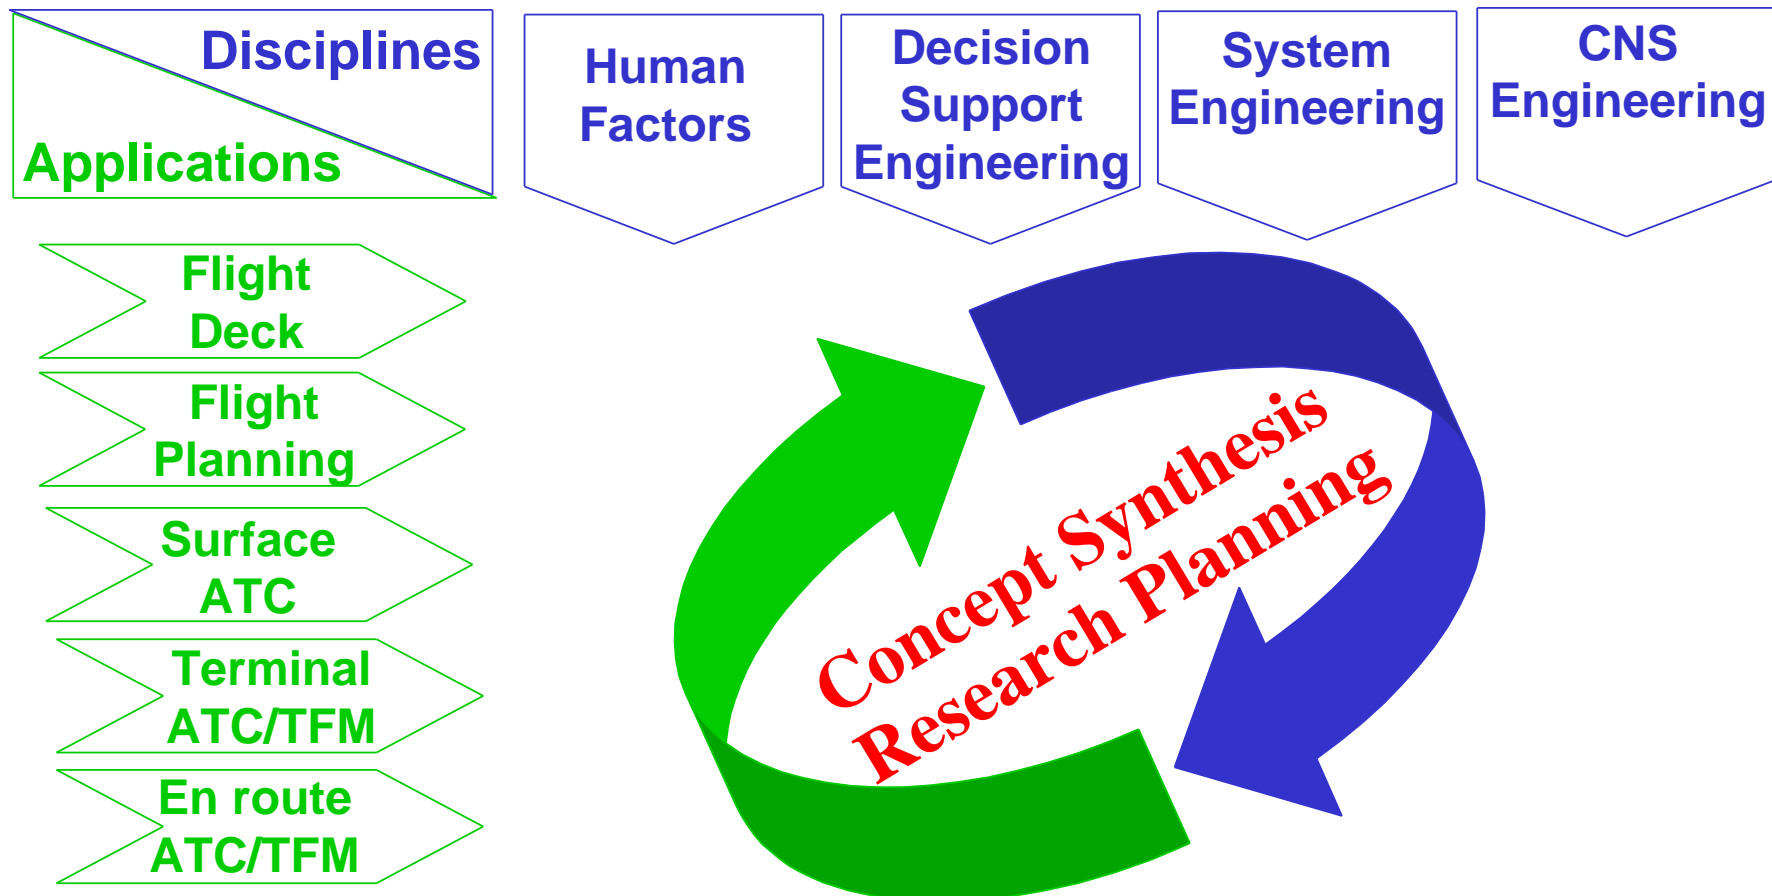 Disciplines
Applications
Human
Factors
Decision
Support
Engineering
System
Engineering
CNS
Engineering
Flight
Deck
Flight
Planning
Surface
ATC
Terminal
ATC/TFM
En route
ATC/TFM
Concept Synthesis
Research Planning